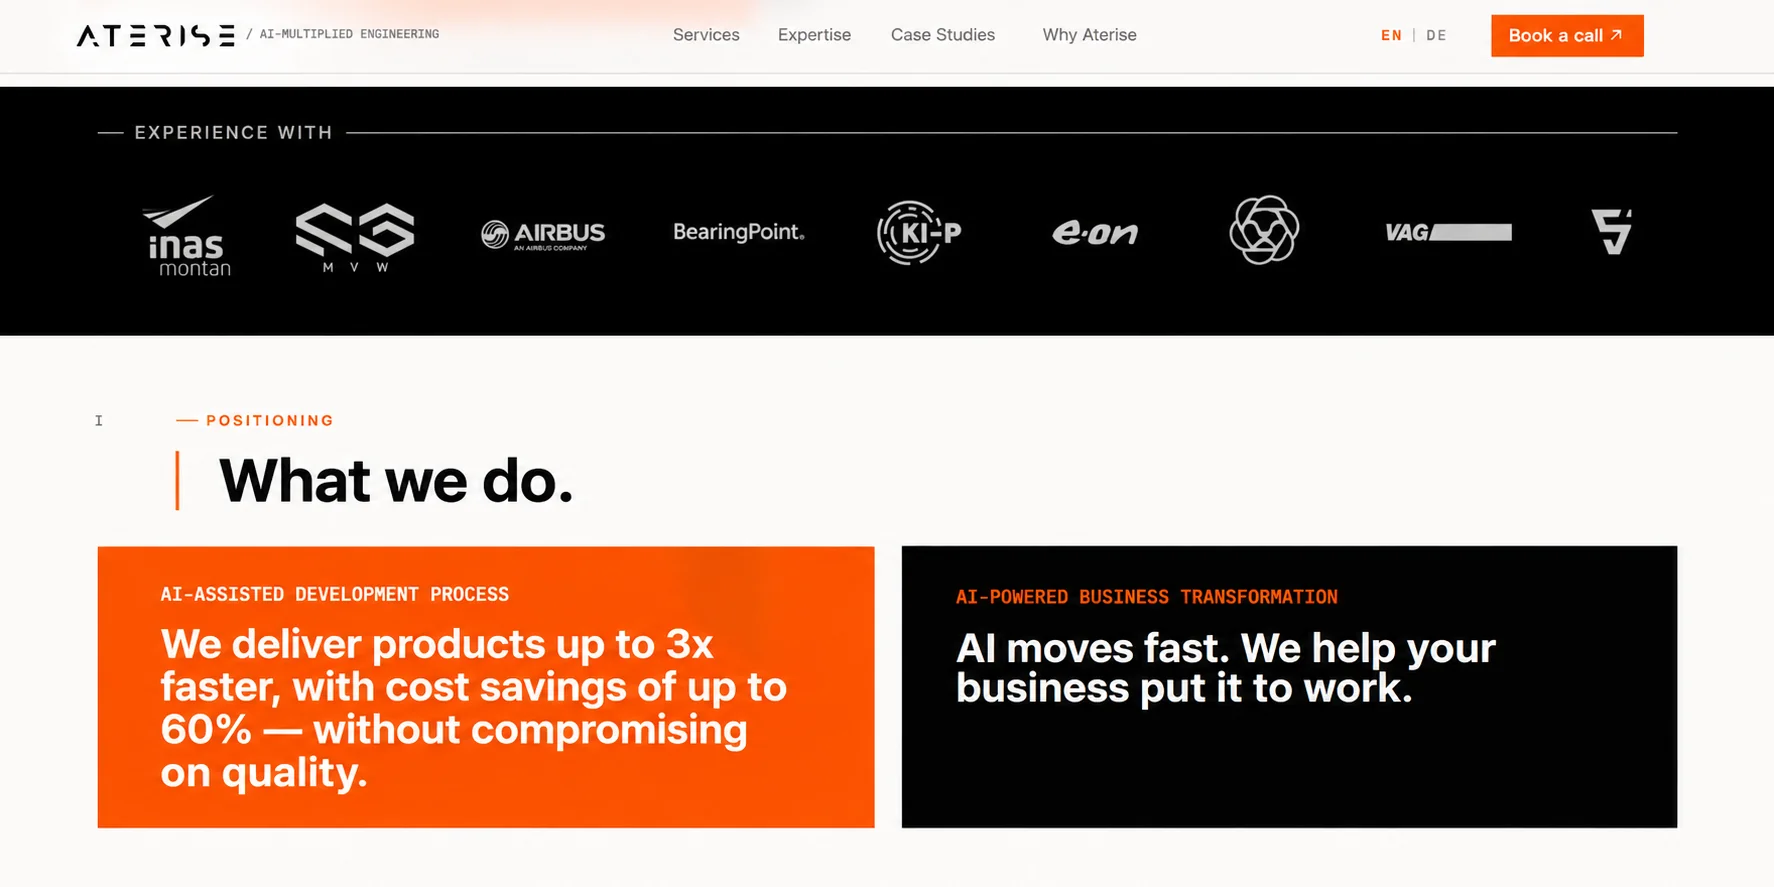 ATERISE / AI-MULTIPLIED ENGINEERING
Services
Expertise
Case Studies
Why Aterise
EN | DE
Book a call ↗
EXPERIENCE WITH
inas
montan
MVW
AIRBUS
AN AIRBUS COMPANY
BearingPoint®
KI-P
e·on
VAG
I
POSITIONING
What we do.
AI-ASSISTED DEVELOPMENT PROCESS
We deliver products up to 3x
faster, with cost savings of up to
60% — without compromising
on quality.
AI-POWERED BUSINESS TRANSFORMATION
AI moves fast. We help your
business put it to work.